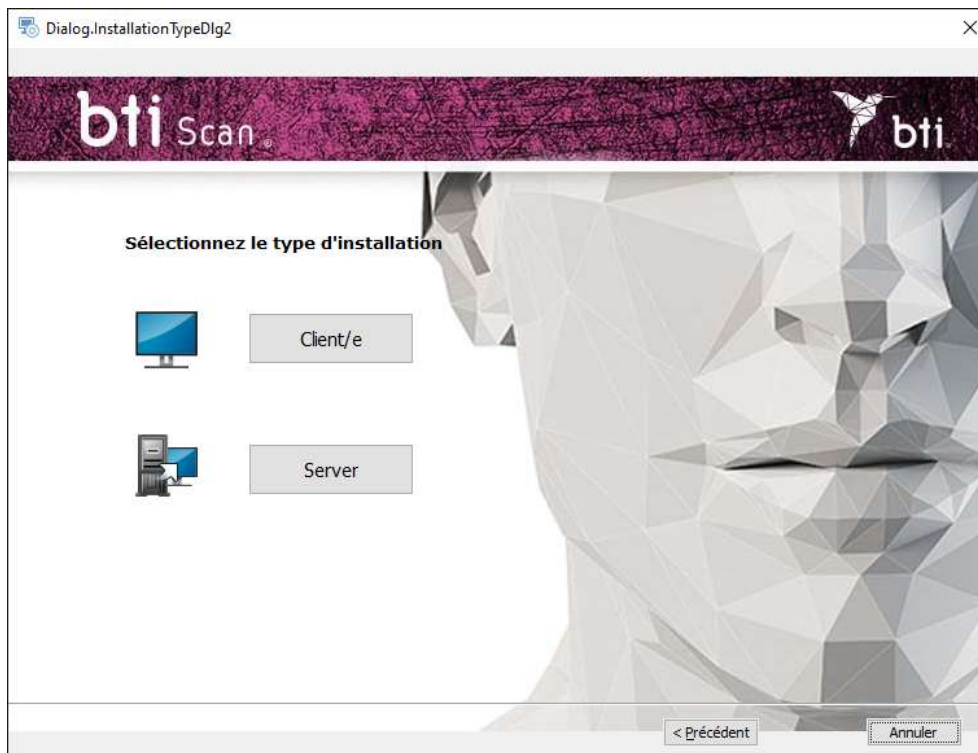 Dialog.InstallationTypeDlg2
bti Scan ®
bti
Sélectionnez le type d'installation
Client/e
Server
< Précédent
Annuler